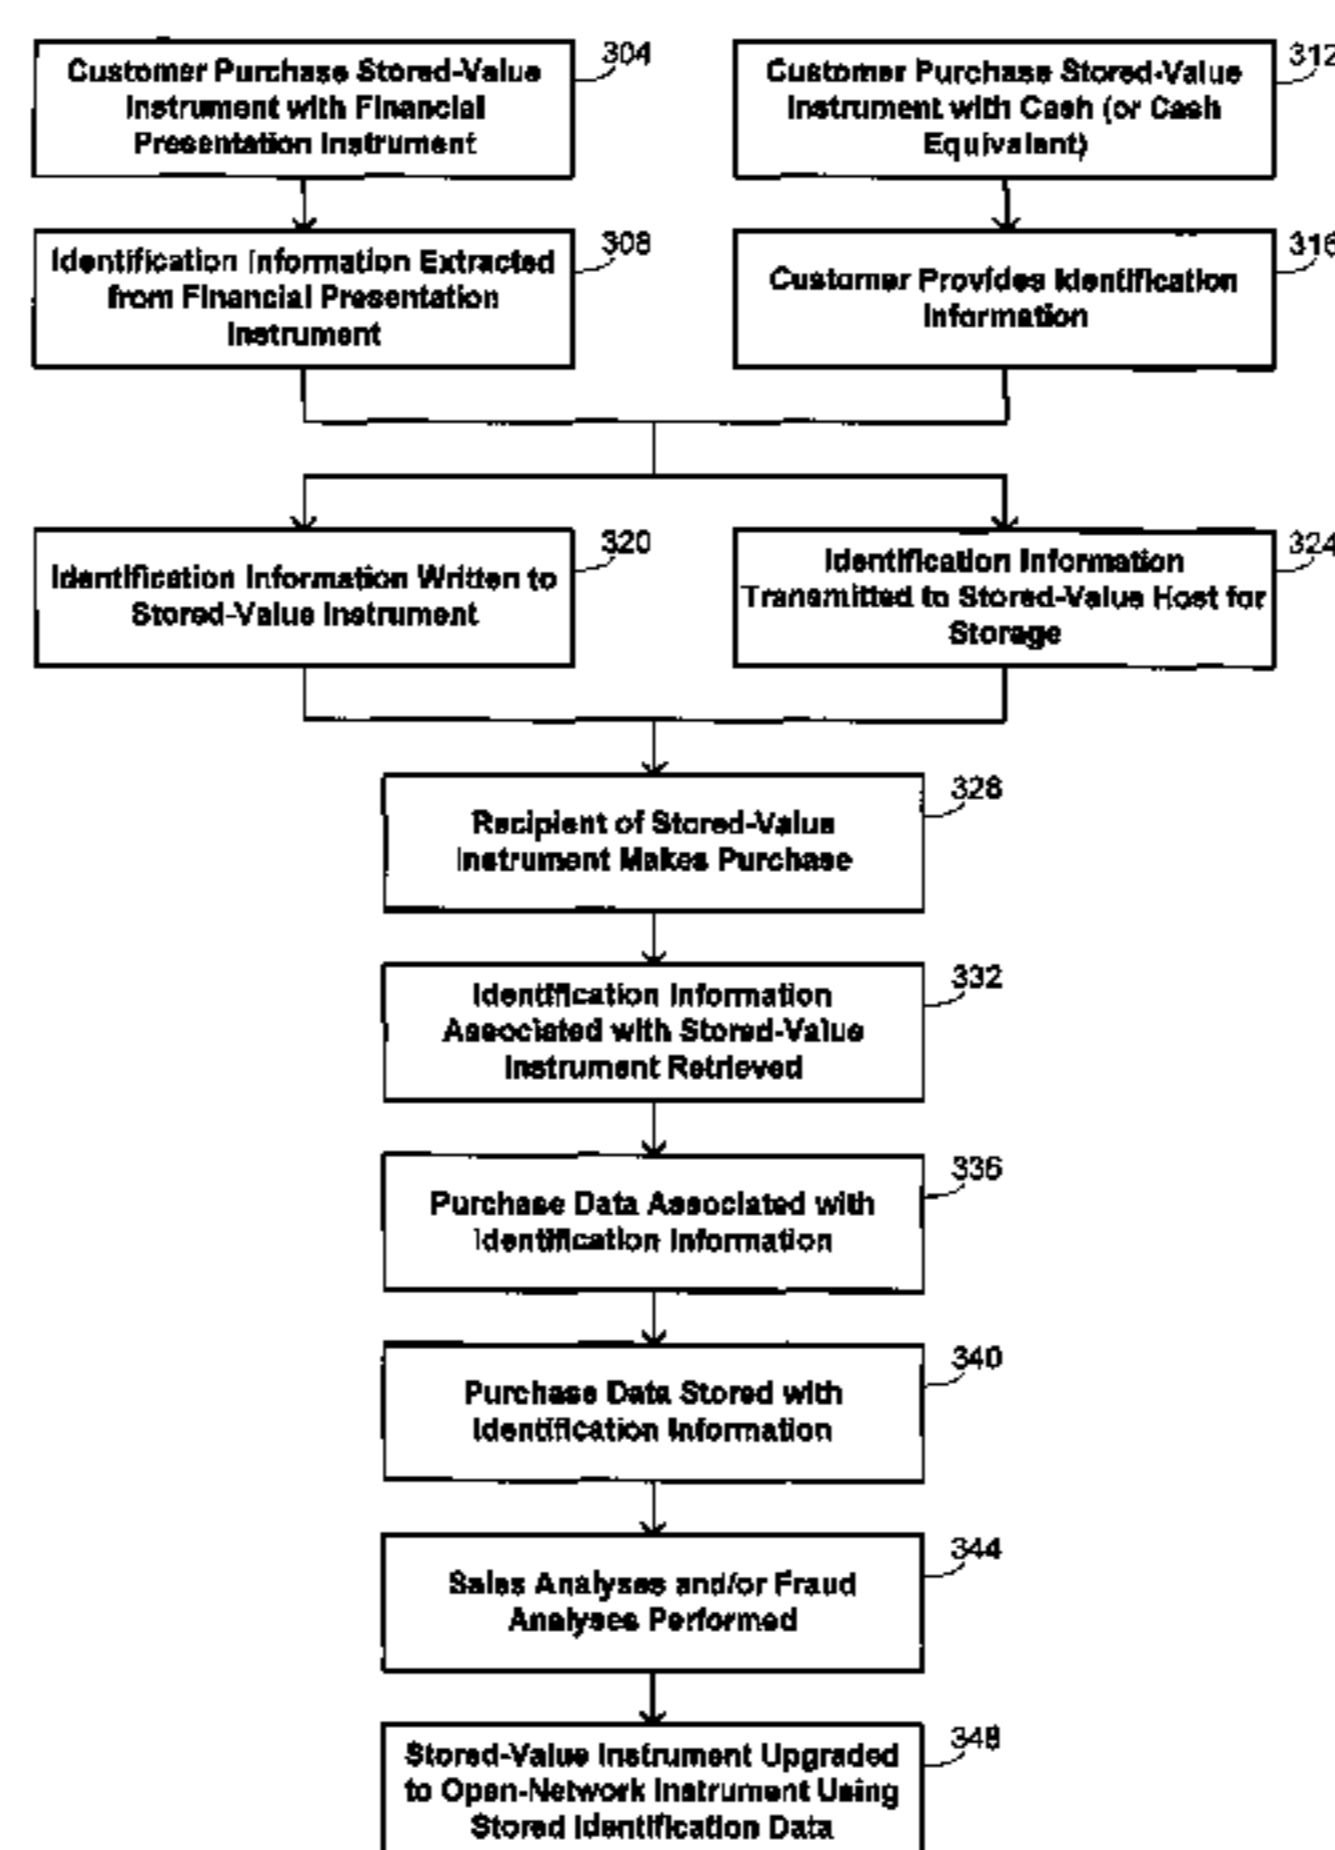 Customer Purchase Stored-Value
Instrument with Financial
Presentation Instrument
304
Customer Purchase Stored-Value
Instrument with Cash (or Cash
Equivalent)
312
Identification Information Extracted
from Financial Presentation
Instrument
308
Customer Provides Identification
Information
316
Identification Information Written to
Stored-Value Instrument
320
Identification Information
Transmitted to Stored-Value Host for
Storage
324
Recipient of Stored-Value
Instrument Makes Purchase
328
Identification Information
Associated with Stored-Value
Instrument Retrieved
332
Purchase Data Associated with
Identification Information
336
Purchase Data Stored with
Identification Information
340
Sales Analyses and/or Fraud
Analyses Performed
344
Stored-Value Instrument Upgraded
to Open-Network Instrument Using
Stored Identification Data
348